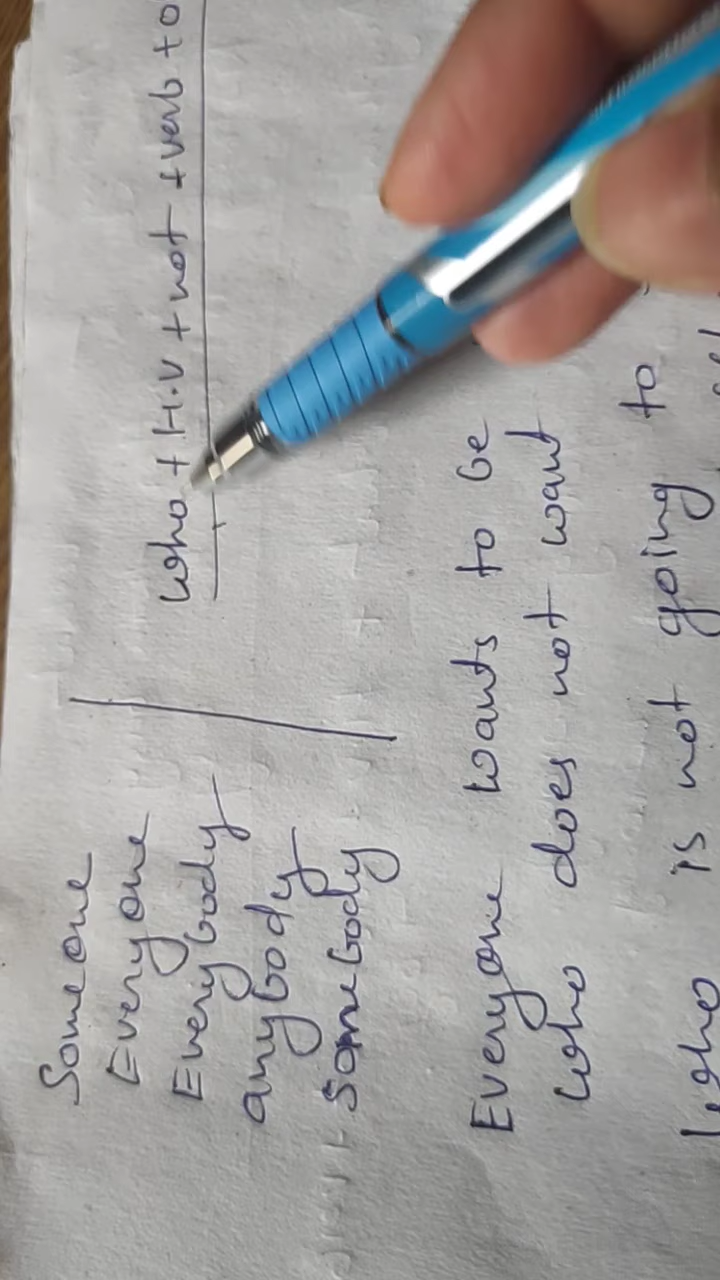 Someone
Everyone
Everybody
anybody
somebody
who + H.V + not + verb + o
Everyone wants to be
who does not want
who is not going to